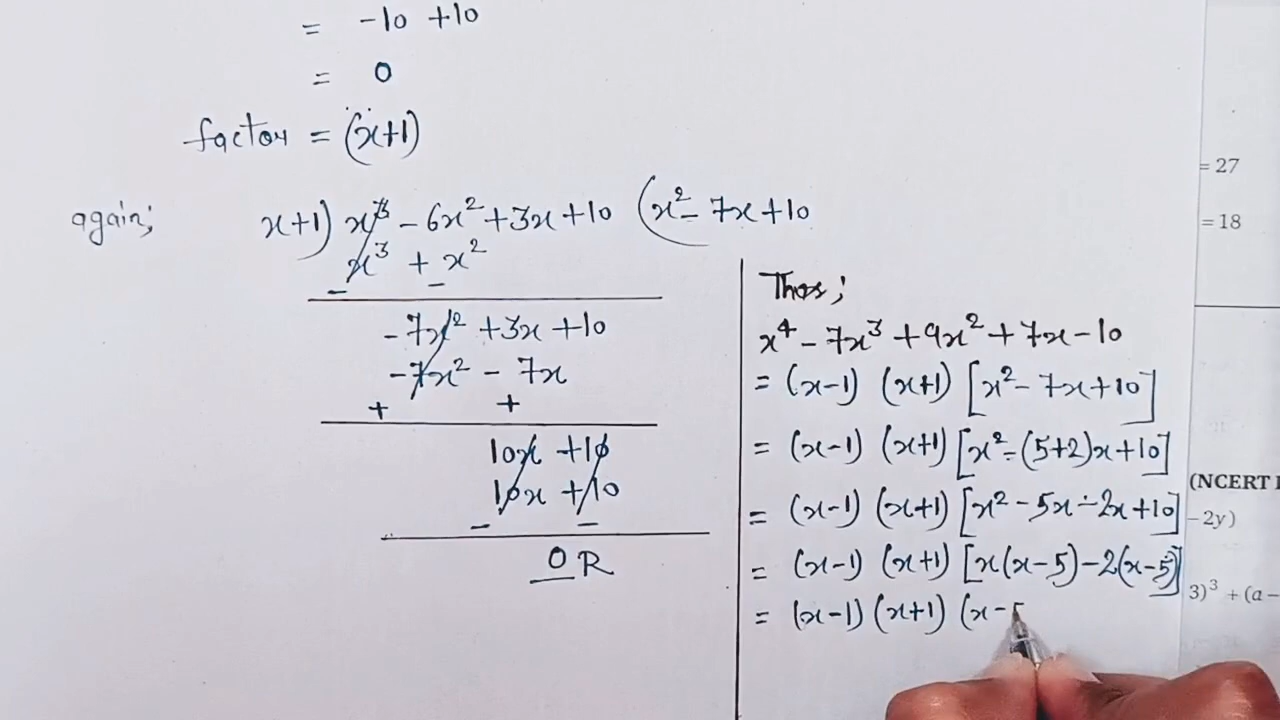 = -10 +10
= 0
factor = (x+1)
again;
x+1) x³ - 6x² + 3x + 10 (x² - 7x + 10
x³ + x²
- -
-7x² + 3x + 10
-7x² - 7x
+ +
10x + 10
10x + 10
- -
0 R
Thos;
x⁴ - 7x³ + 9x² + 7x - 10
= (x-1) (x+1) [x² - 7x + 10]
= (x-1) (x+1) [x² - (5+2)x + 10]
= (x-1) (x+1) [x² - 5x - 2x + 10]
= (x-1) (x+1) [x(x-5) - 2(x-5)]
= (x-1) (x+1) (x-5
= 27
= 18
(NCERT
- 2y)
3)³ + (a -